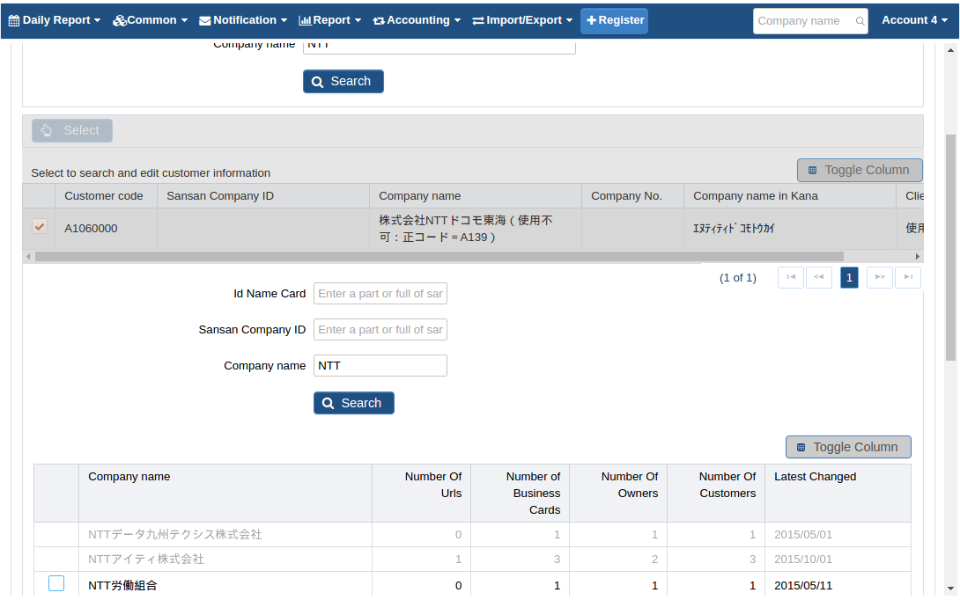 Daily Report Common Notification Report Accounting Import/Export Register Company name Account 4
Company name NTT
Search
Select
Select to search and edit customer information Toggle Column
Customer code Sansan Company ID Company name Company No. Company name in Kana
A1060000 株式会社NTTドコモ東海（使用不
可：正コード＝A139）
ｴﾇﾃｨﾃｨﾄﾞｺﾓﾄｳｶｲ 使用
(1 of 1) 1
Id Name Card Enter a part or full of sar
Sansan Company ID Enter a part or full of sar
Company name NTT
Search
Toggle Column
Company name Number Of Urls Number of Business Cards Number Of Owners Number Of Customers Latest Changed
NTTデータ九州テクシス株式会社 0 1 1 1 2015/05/01
NTTアイティ株式会社 1 3 2 3 2015/10/01
NTT労働組合 0 1 1 1 2015/05/11